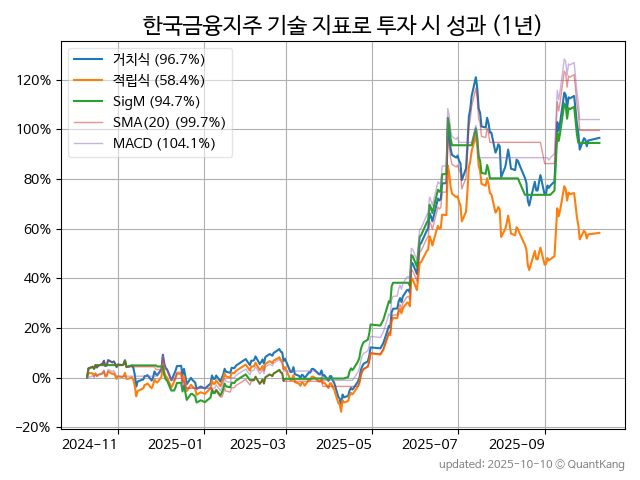 한국금융지주 기술 지표로 투자 시 성과 (1년)
거치식 (96.7%)
적립식 (58.4%)
SigM (94.7%)
SMA(20) (99.7%)
MACD (104.1%)
120%
100%
80%
60%
40%
20%
0%
−20%
2024−11
2025−01
2025−03
2025−05
2025−07
2025−09
updated: 2025-10-10 © QuantKang